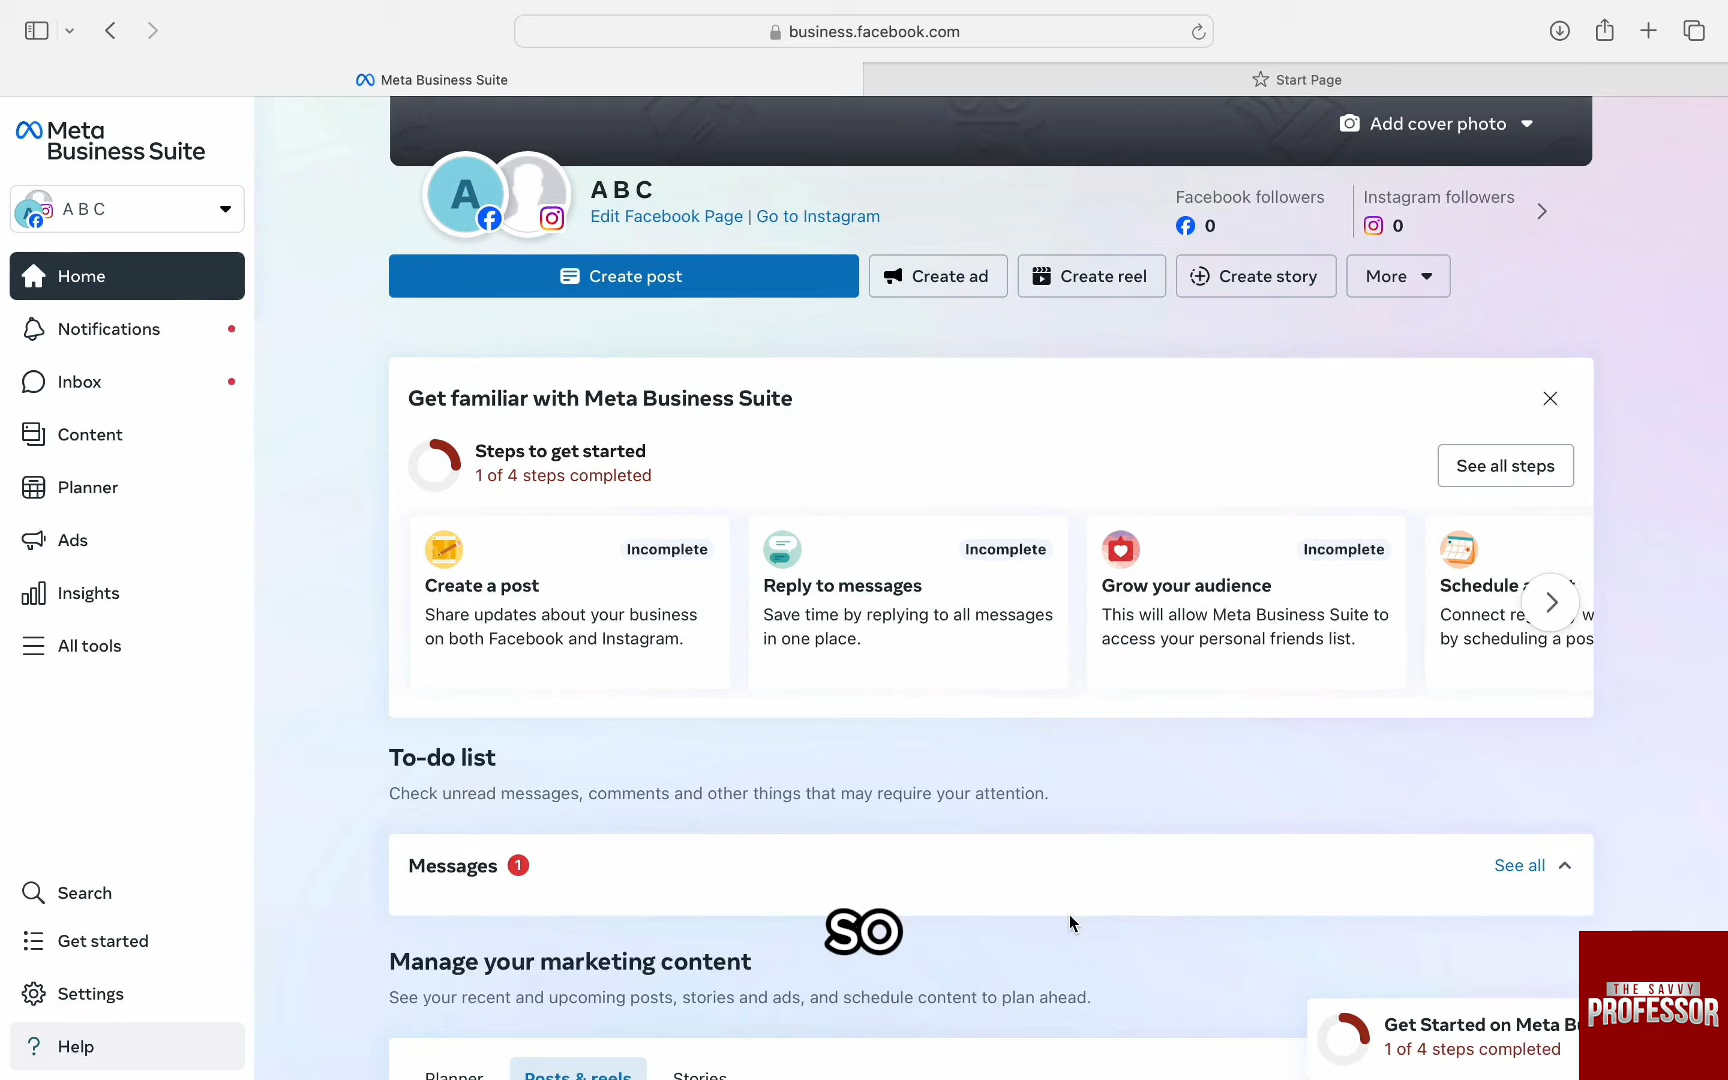 business.facebook.com
Meta Business Suite
Start Page
Meta
Business Suite
A B C
Home
Notifications
Inbox
Content
Planner
Ads
Insights
All tools
Search
Get started
Settings
? Help
Add cover photo
A
A B C
Edit Facebook Page | Go to Instagram
Facebook followers
0
Instagram followers
0
Create post
Create ad
Create reel
Create story
More
Get familiar with Meta Business Suite
Steps to get started
1 of 4 steps completed
See all steps
Incomplete
Create a post
Share updates about your business
on both Facebook and Instagram.
Incomplete
Reply to messages
Save time by replying to all messages
in one place.
Incomplete
Grow your audience
This will allow Meta Business Suite to
access your personal friends list.
Schedule
Connect
by scheduling a pos
To-do list
Check unread messages, comments and other things that may require your attention.
Messages 1
See all
so
Manage your marketing content
See your recent and upcoming posts, stories and ads, and schedule content to plan ahead.
Planner
Posts & reels
Stories
Get Started on Meta B
1 of 4 steps completed
THE SAVVY
PROFESSOR